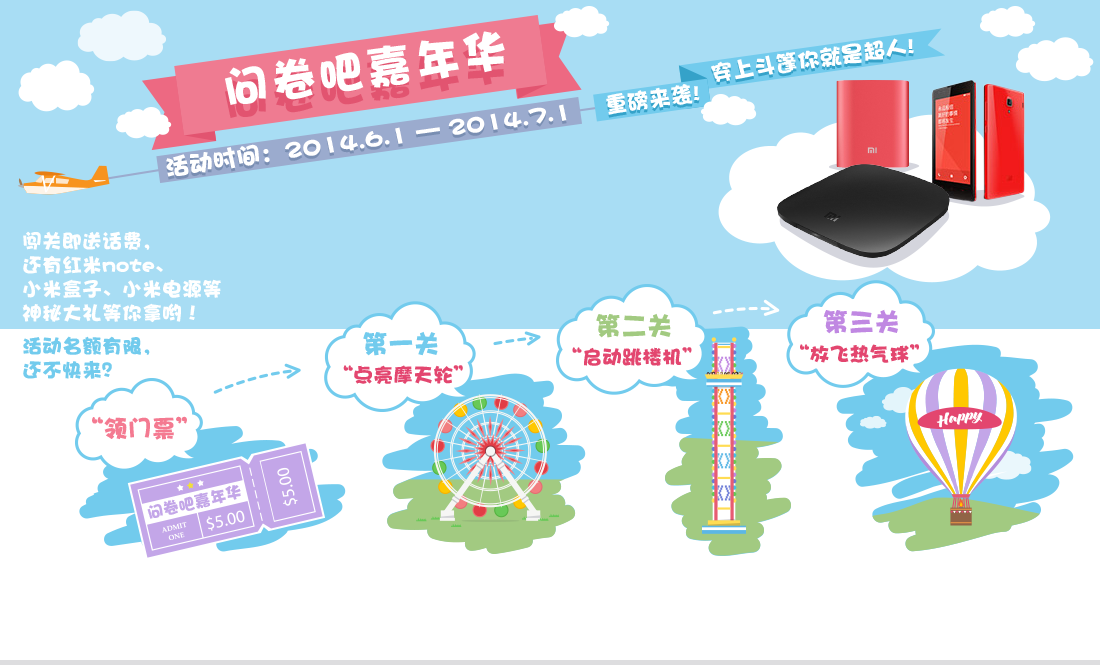 问卷吧嘉年华
活动时间：2014.6.1 — 2014.7.1
重磅来袭!
穿上斗篷你就是超人!
MI
MI
闯关即送话费，
还有红米note、
小米盒子、小米电源等
神秘大礼等你拿哟！
活动名额有限，
还不快来？
“领门票”
问卷吧嘉年华
ADMIT
ONE
$5.00
$5.00
第一关
“点亮摩天轮”
第二关
“启动跳楼机”
第三关
“放飞热气球”
Happy